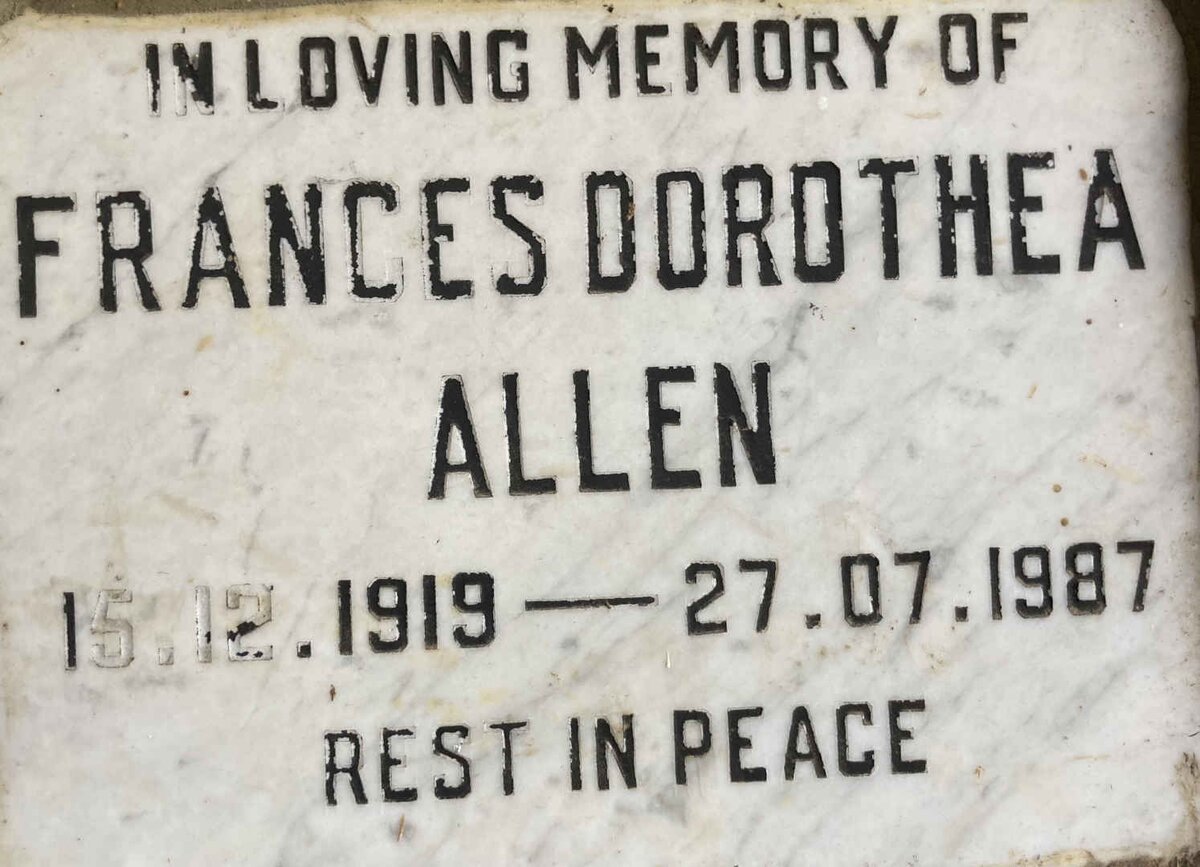 IN LOVING MEMORY OF
FRANCES DOROTHEA
ALLEN
15.12.1919 — 27.07.1987
REST IN PEACE